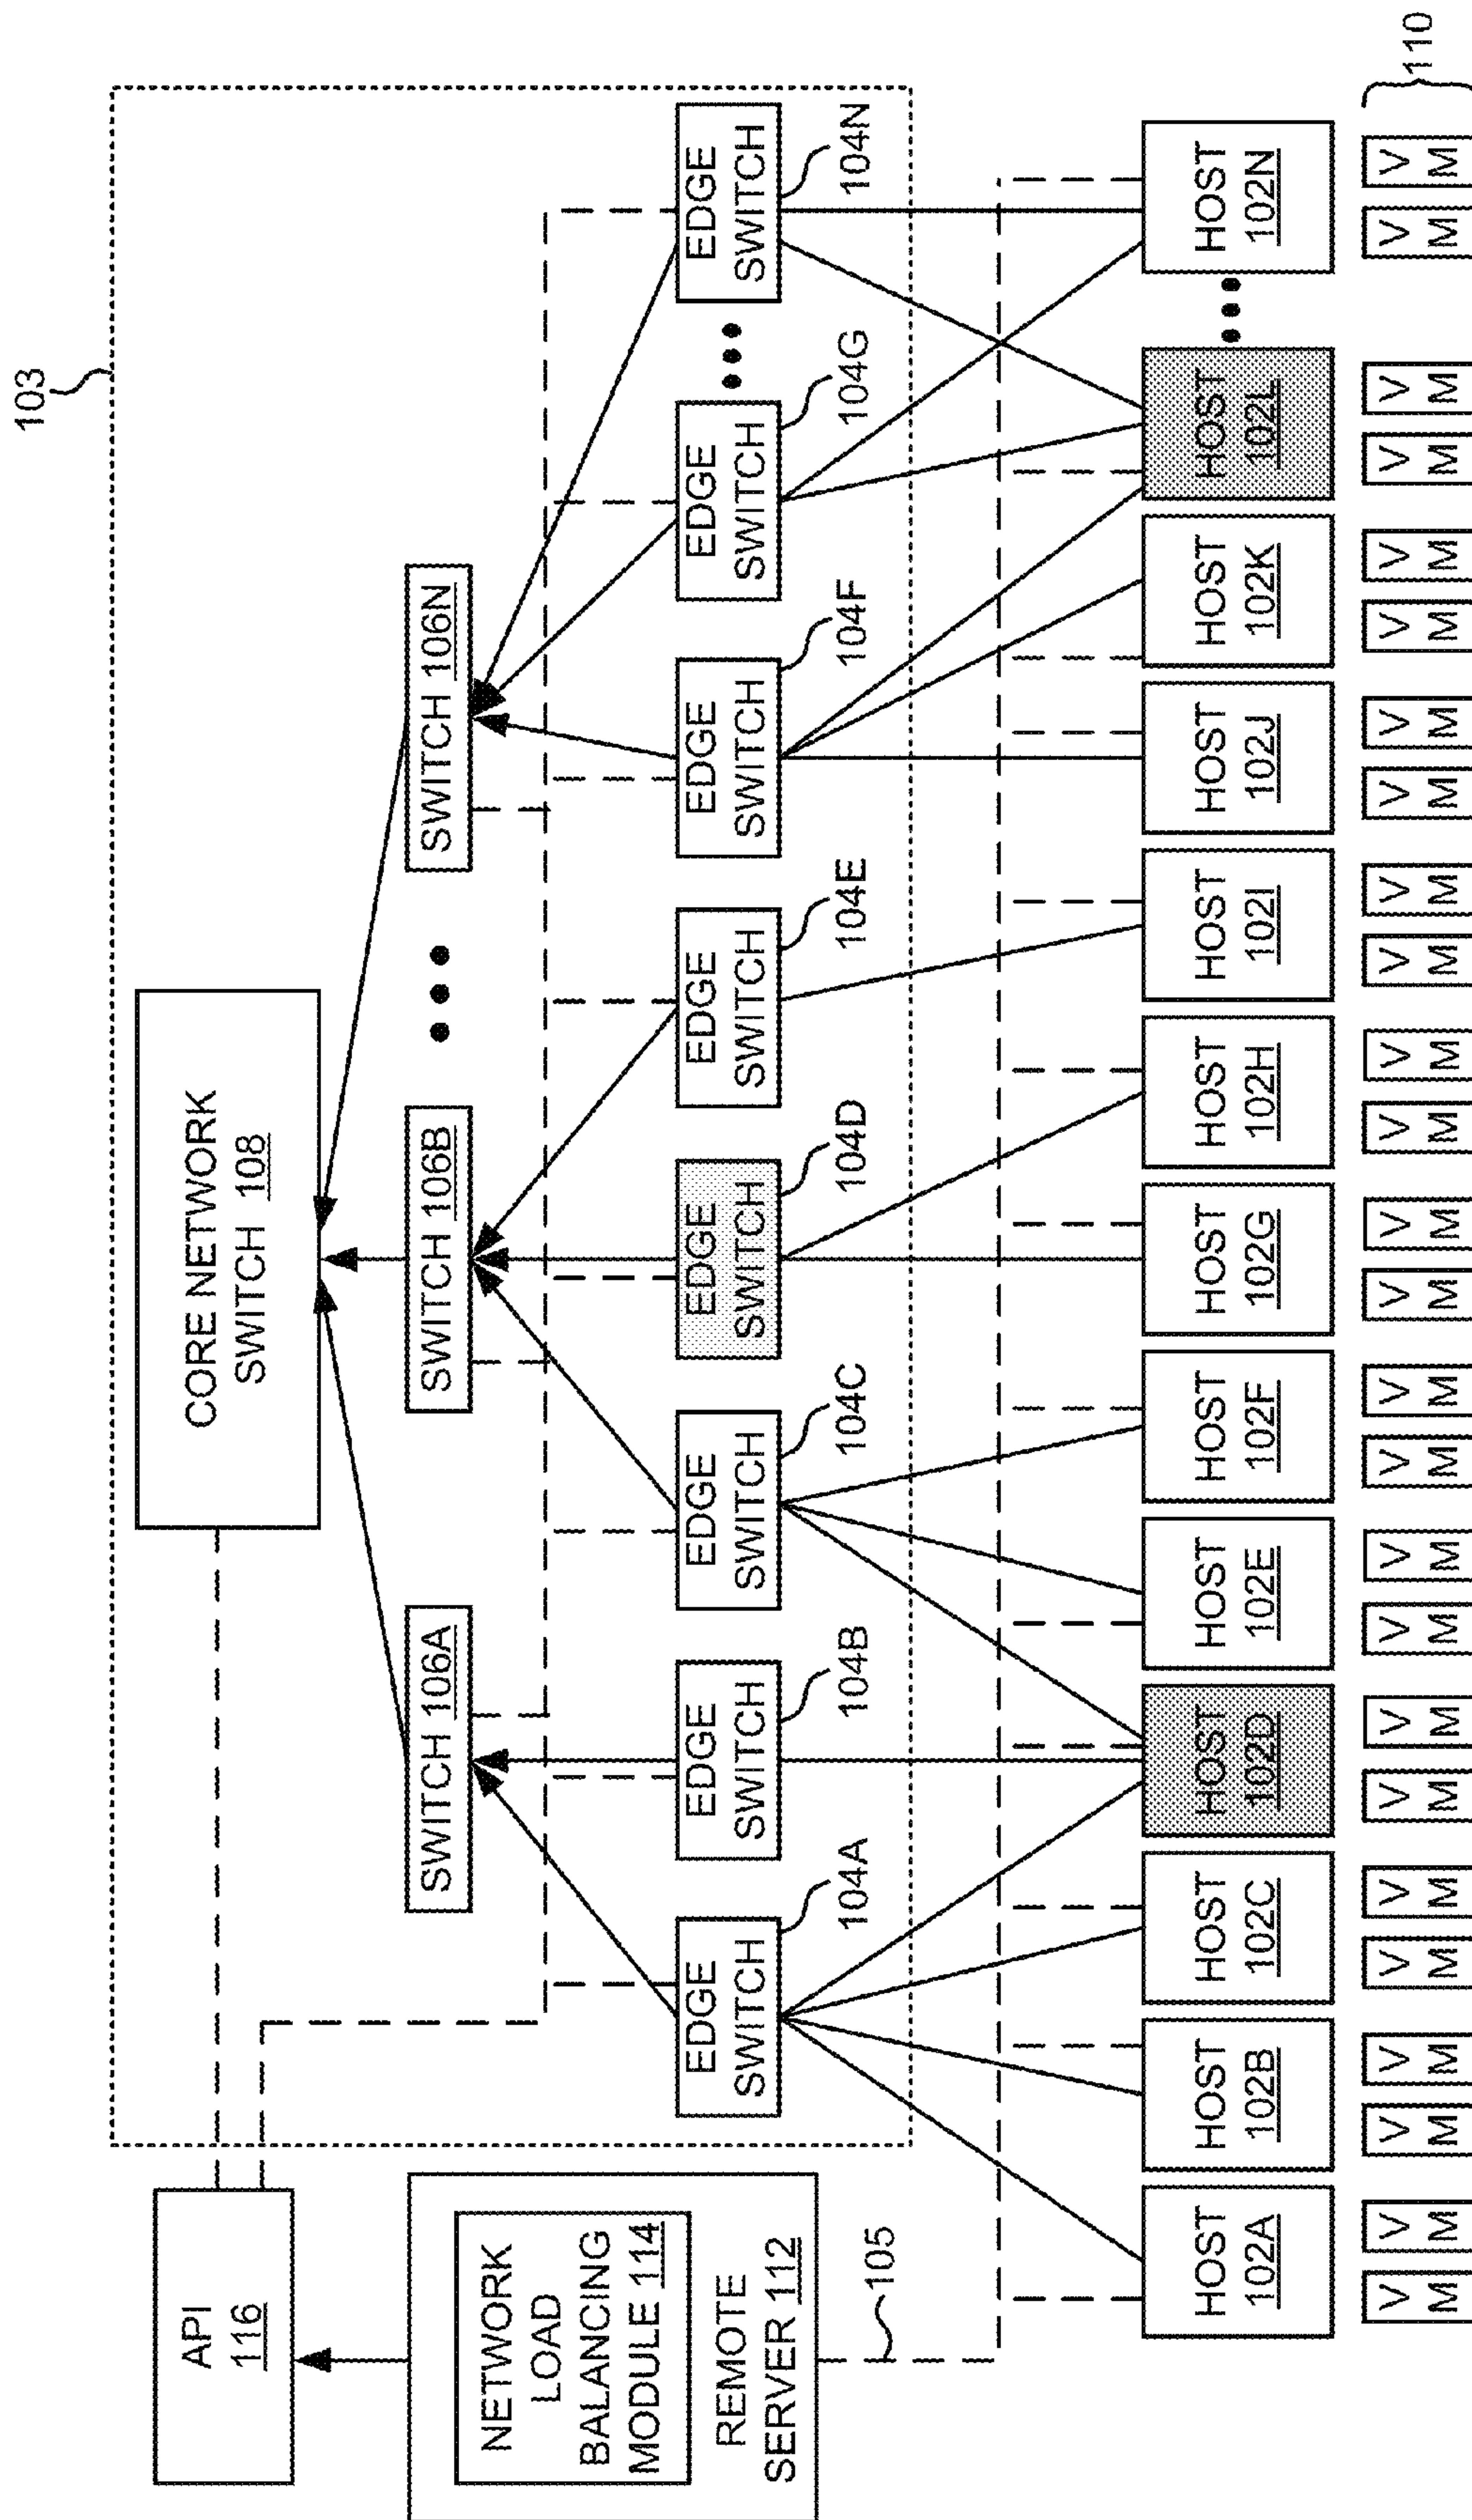 103
CORE NETWORK
SWITCH 108
API
116
SWITCH 106A
SWITCH 106B
SWITCH 106N
NETWORK
LOAD
BALANCING
MODULE 114
REMOTE
SERVER 112
105
EDGE
SWITCH
104A
EDGE
SWITCH
104B
EDGE
SWITCH
104C
EDGE
SWITCH
104D
EDGE
SWITCH
104E
EDGE
SWITCH
104F
EDGE
SWITCH
104G
EDGE
SWITCH
104N
HOST
102A
HOST
102B
HOST
102C
HOST
102D
HOST
102E
HOST
102F
HOST
102G
HOST
102H
HOST
102I
HOST
102J
HOST
102K
HOST
102L
HOST
102N
V V V V V V V V V V V V V V V V V V V V V V V V V V
M M M M M M M M M M M M M M M M M M M M M M M M M M
110